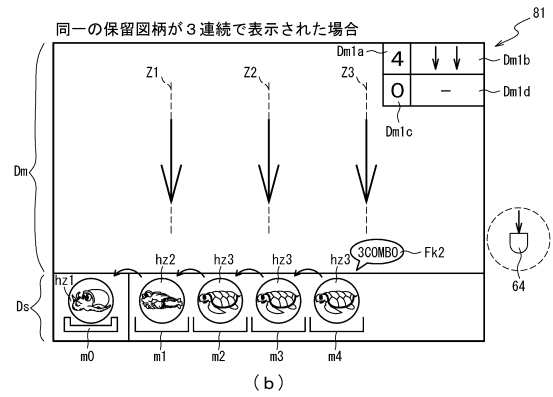 同一の保留図柄が３連続で表示された場合
81
Dm1a
4
Dm1b
Z1
Z2
Z3
0
−
Dm1d
Dm1c
Dm
3COMBO
Fk2
64
hz1
hz2
hz3
hz3
hz3
Ds
m0
m1
m2
m3
m4
(b)